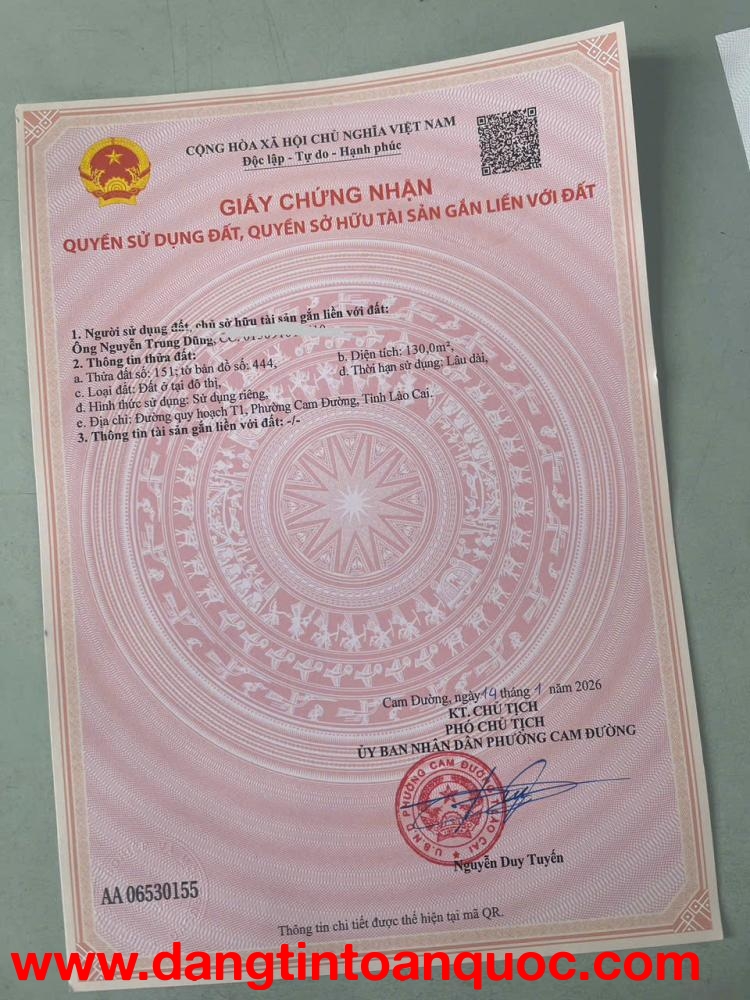 CỘNG HÒA XÃ HỘI CHỦ NGHĨA VIỆT NAM
Độc lập - Tự do - Hạnh phúc
GIẤY CHỨNG NHẬN
QUYỀN SỬ DỤNG ĐẤT, QUYỀN SỞ HỮU TÀI SẢN GẮN LIỀN VỚI ĐẤT
1. Người sử dụng đất, chủ sở hữu tài sản gắn liền với đất:
Ông Nguyễn Trung Dũng,
2. Thông tin thửa đất:
a. Thửa đất số: 151; tờ bản đồ số: 444, b. Diện tích: 130,0m²,
c. Loại đất: Đất ở tại đô thị, d. Thời hạn sử dụng: Lâu dài,
đ. Hình thức sử dụng: Sử dụng riêng,
e. Địa chỉ: Đường quy hoạch T1, Phường Cam Đường, Tỉnh Lào Cai.
3. Thông tin tài sản gắn liền với đất: -/-
Cam Đường, ngày 14 tháng 1 năm 2026
KT. CHỦ TỊCH
PHÓ CHỦ TỊCH
ỦY BAN NHÂN DÂN PHƯỜNG CAM ĐƯỜNG
U.B.N.D PHƯỜNG CAM ĐƯỜNG T. LÀO CAI
Nguyễn Duy Tuyến
AA 06530155
Thông tin chi tiết được thể hiện tại mã QR.
www.dangtintoanquoc.com